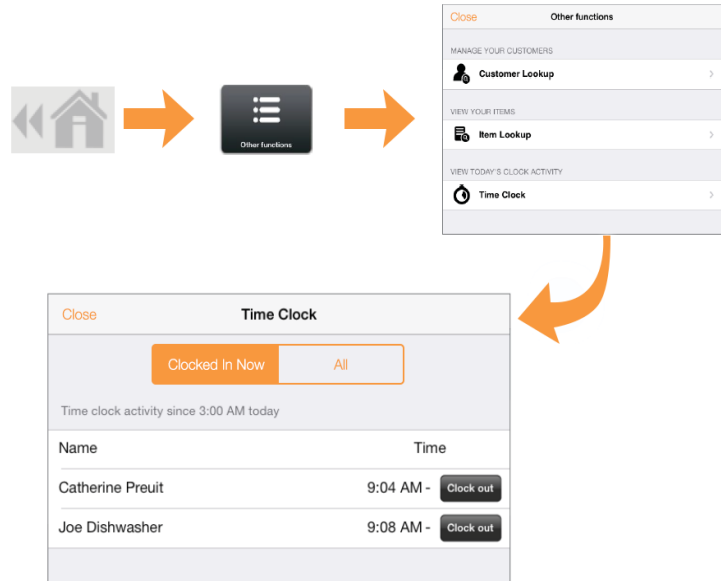 Close Other functions
MANAGE YOUR CUSTOMERS
Customer Lookup
VIEW YOUR ITEMS
Item Lookup
VIEW TODAY'S CLOCK ACTIVITY
Time Clock
Other functions
Close Time Clock
Clocked In Now All
Time clock activity since 3:00 AM today
Name Time
Catherine Preuit 9:04 AM - Clock out
Joe Dishwasher 9:08 AM - Clock out